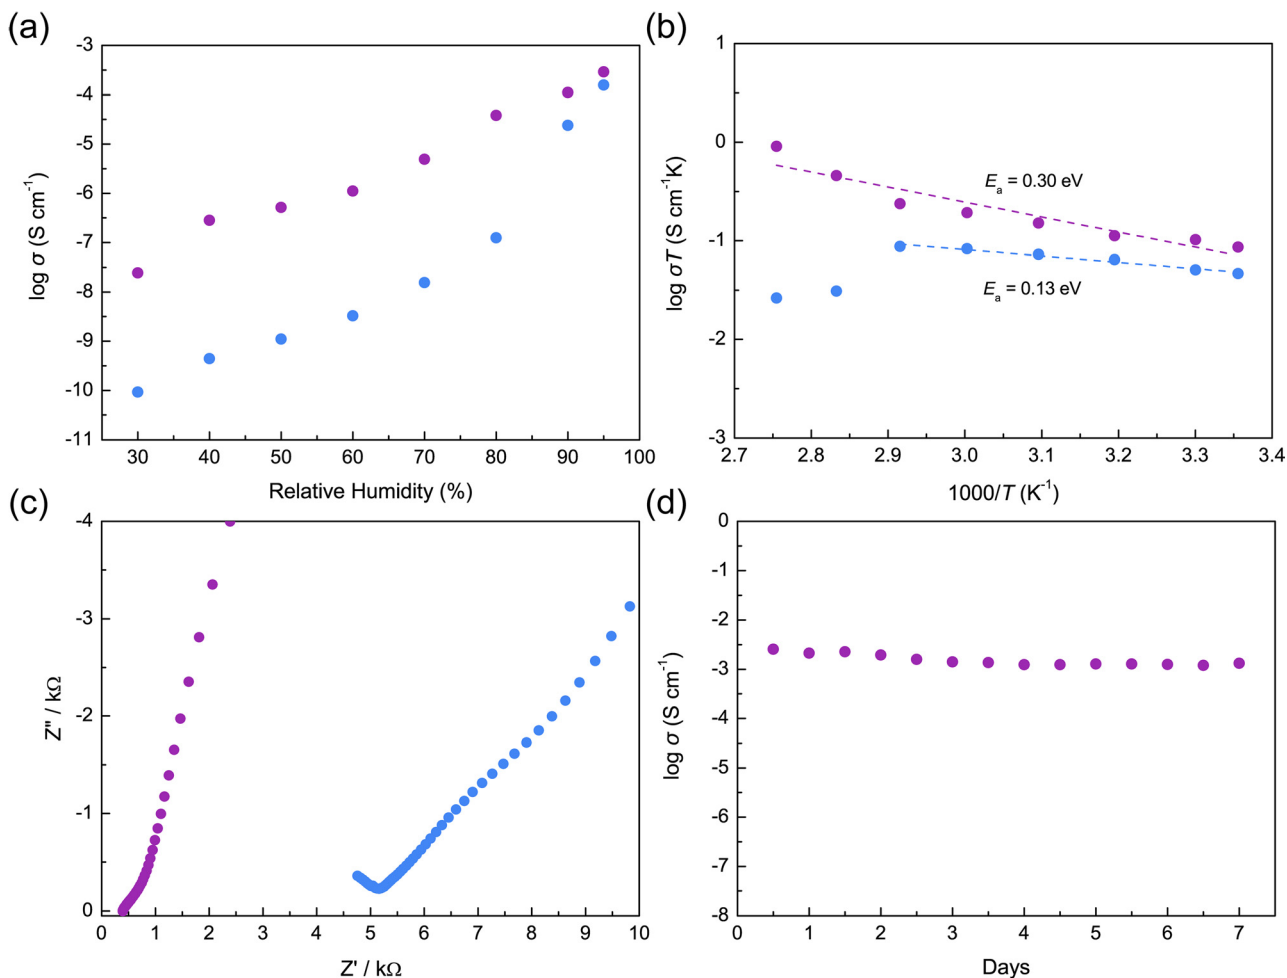 (a)
-3
-4
-5
-6
-7
-8
-9
-10
-11
log σ (S cm⁻¹)
30 40 50 60 70 80 90 100
Relative Humidity (%)
(b)
1
0
-1
-2
-3
log σT (S cm⁻¹K)
Eₐ = 0.30 eV
Eₐ = 0.13 eV
2.7 2.8 2.9 3.0 3.1 3.2 3.3 3.4
1000/T (K⁻¹)
(c)
-4
-3
-2
-1
0
Z'' / kΩ
0 1 2 3 4 5 6 7 8 9 10
Z' / kΩ
(d)
0
-1
-2
-3
-4
-5
-6
-7
-8
log σ (S cm⁻¹)
0 1 2 3 4 5 6 7
Days